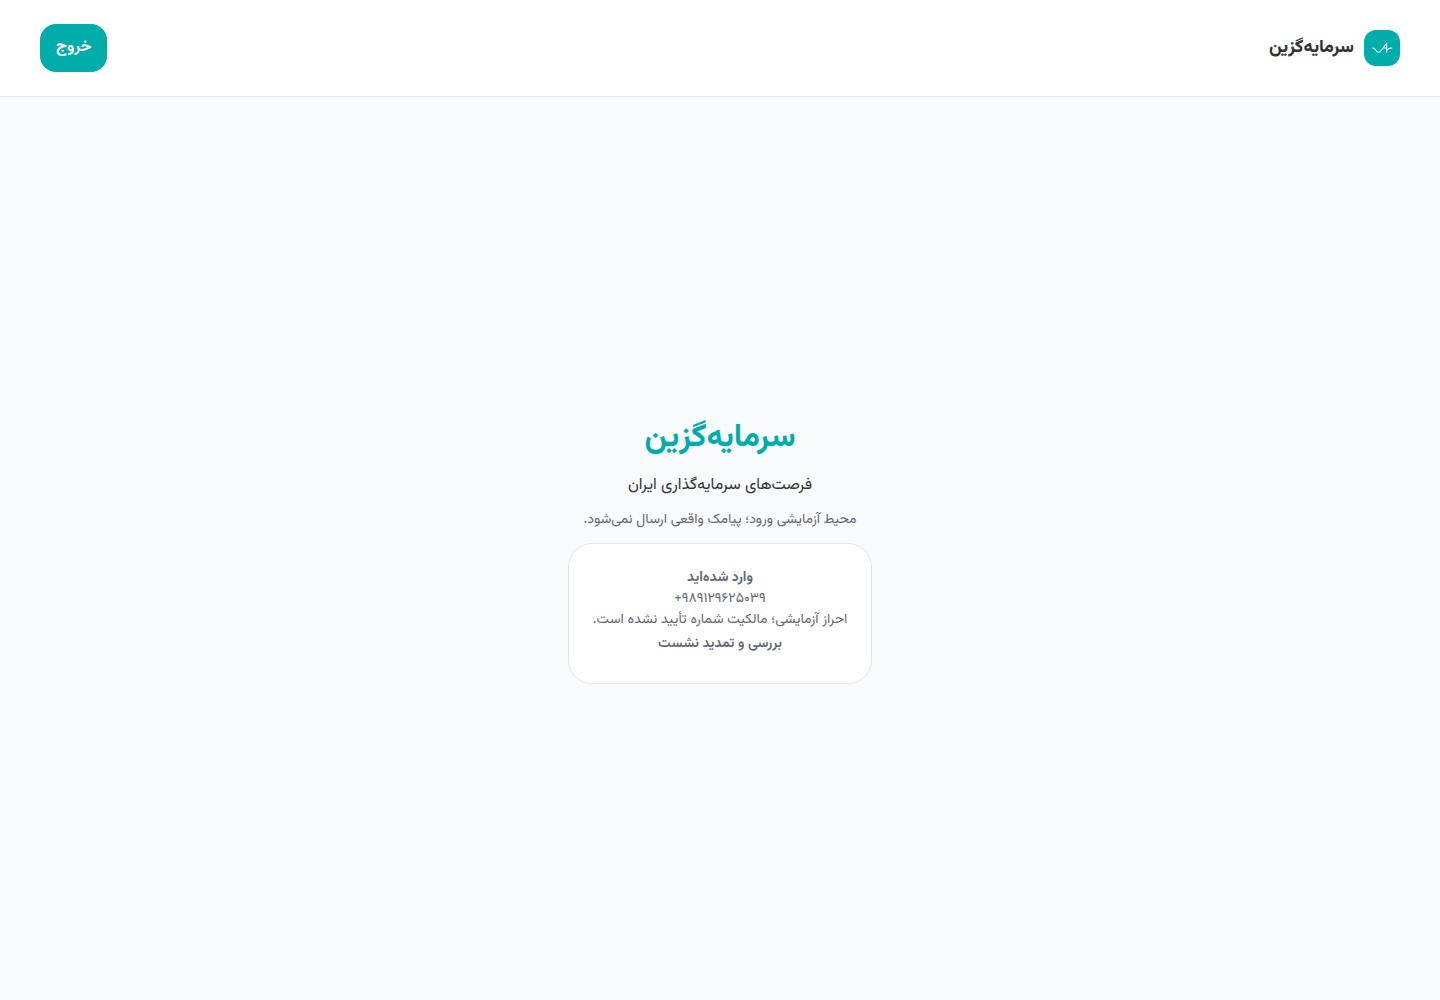 سرمایه‌گزین
خروج
سرمایه‌گزین
فرصت‌های سرمایه‌گذاری ایران
محیط آزمایشی ورود؛ پیامک واقعی ارسال نمی‌شود.
وارد شده‌اید
+۹۸۹۱۲۹۶۲۵۰۳۹
احراز آزمایشی؛ مالکیت شماره تأیید نشده است.
بررسی و تمدید نشست